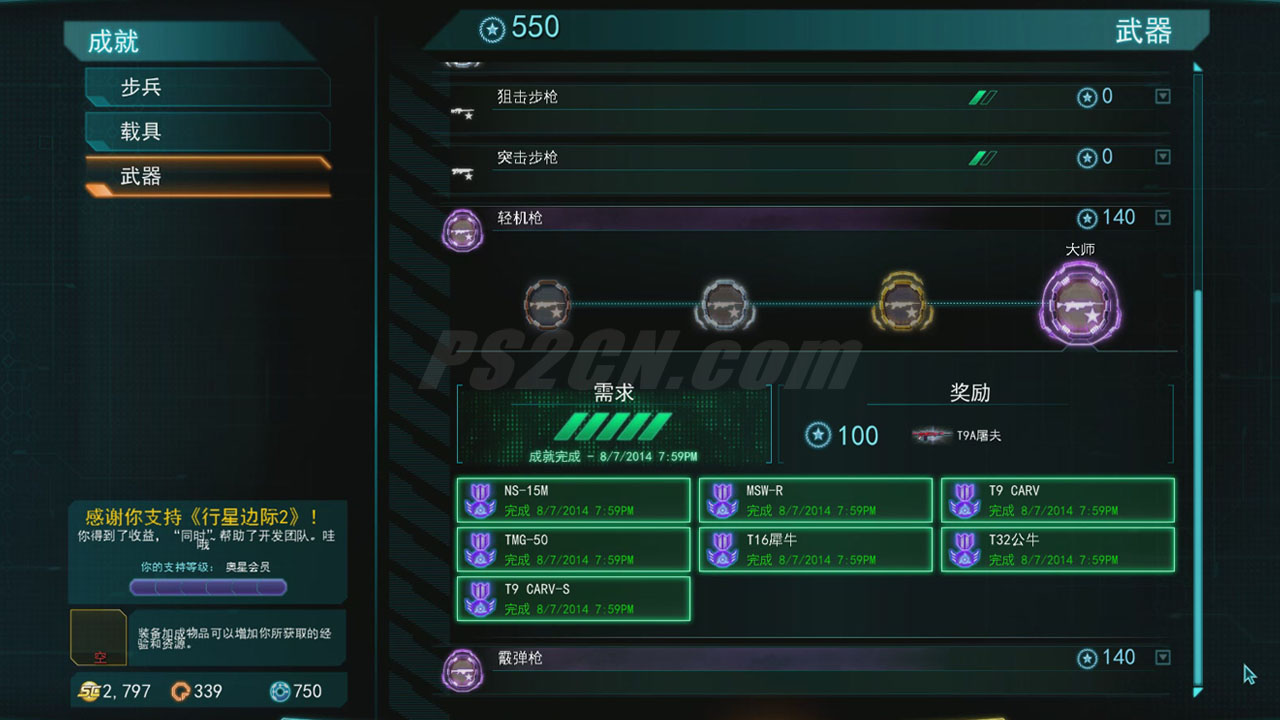 成就
步兵
载具
武器
550
武器
狙击步枪
0
突击步枪
0
轻机枪
140
大师
PS2CN.com
需求
成就完成 - 8/7/2014 7:59PM
奖励
100
T9A屠夫
NS-15M
完成 8/7/2014 7:59PM
MSW-R
完成 8/7/2014 7:59PM
T9 CARV
完成 8/7/2014 7:59PM
TMG-50
完成 8/7/2014 7:59PM
T16犀牛
完成 8/7/2014 7:59PM
T32公牛
完成 8/7/2014 7:59PM
T9 CARV-S
完成 8/7/2014 7:59PM
霰弹枪
140
感谢你支持《行星边际2》！
你得到了收益，“同时”帮助了开发团队。哇
哦
你的支持等级： 奥星会员
空
装备加成物品可以增加你所获取的经
验和资源。
SC 2,797
339
750